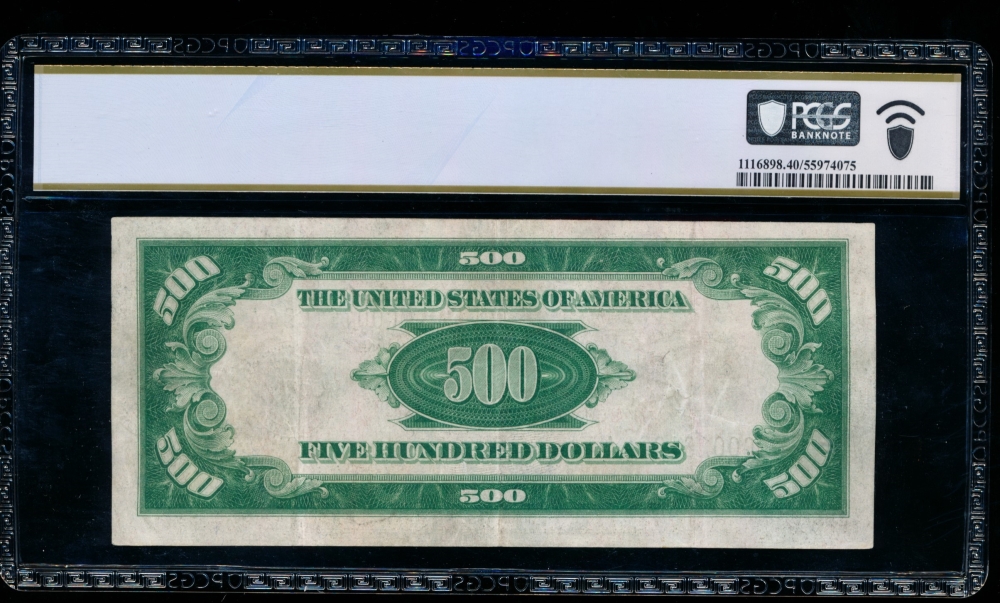 PCGS
BANKNOTE
1116898.40/55974075
500
500 500
THE UNITED STATES OF AMERICA
500
FIVE HUNDRED DOLLARS
500 500
500